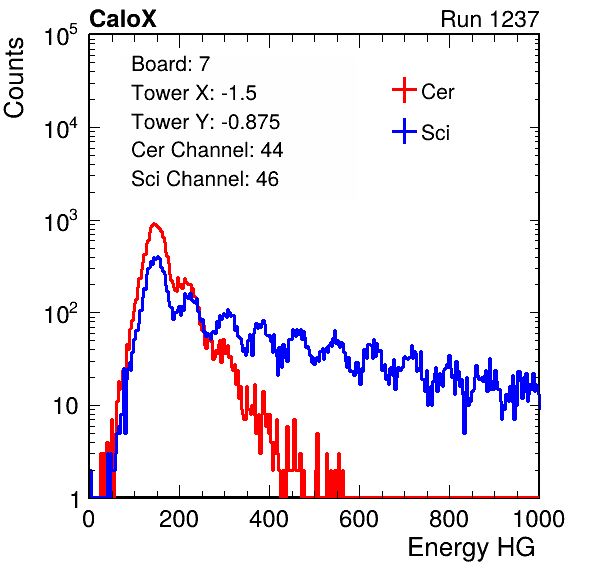 CaloX Run 1237
Counts
10^5
10^4
10^3
10^2
10
1
Board: 7
Tower X: -1.5
Tower Y: -0.875
Cer Channel: 44
Sci Channel: 46
Cer
Sci
0 200 400 600 800 1000
Energy HG